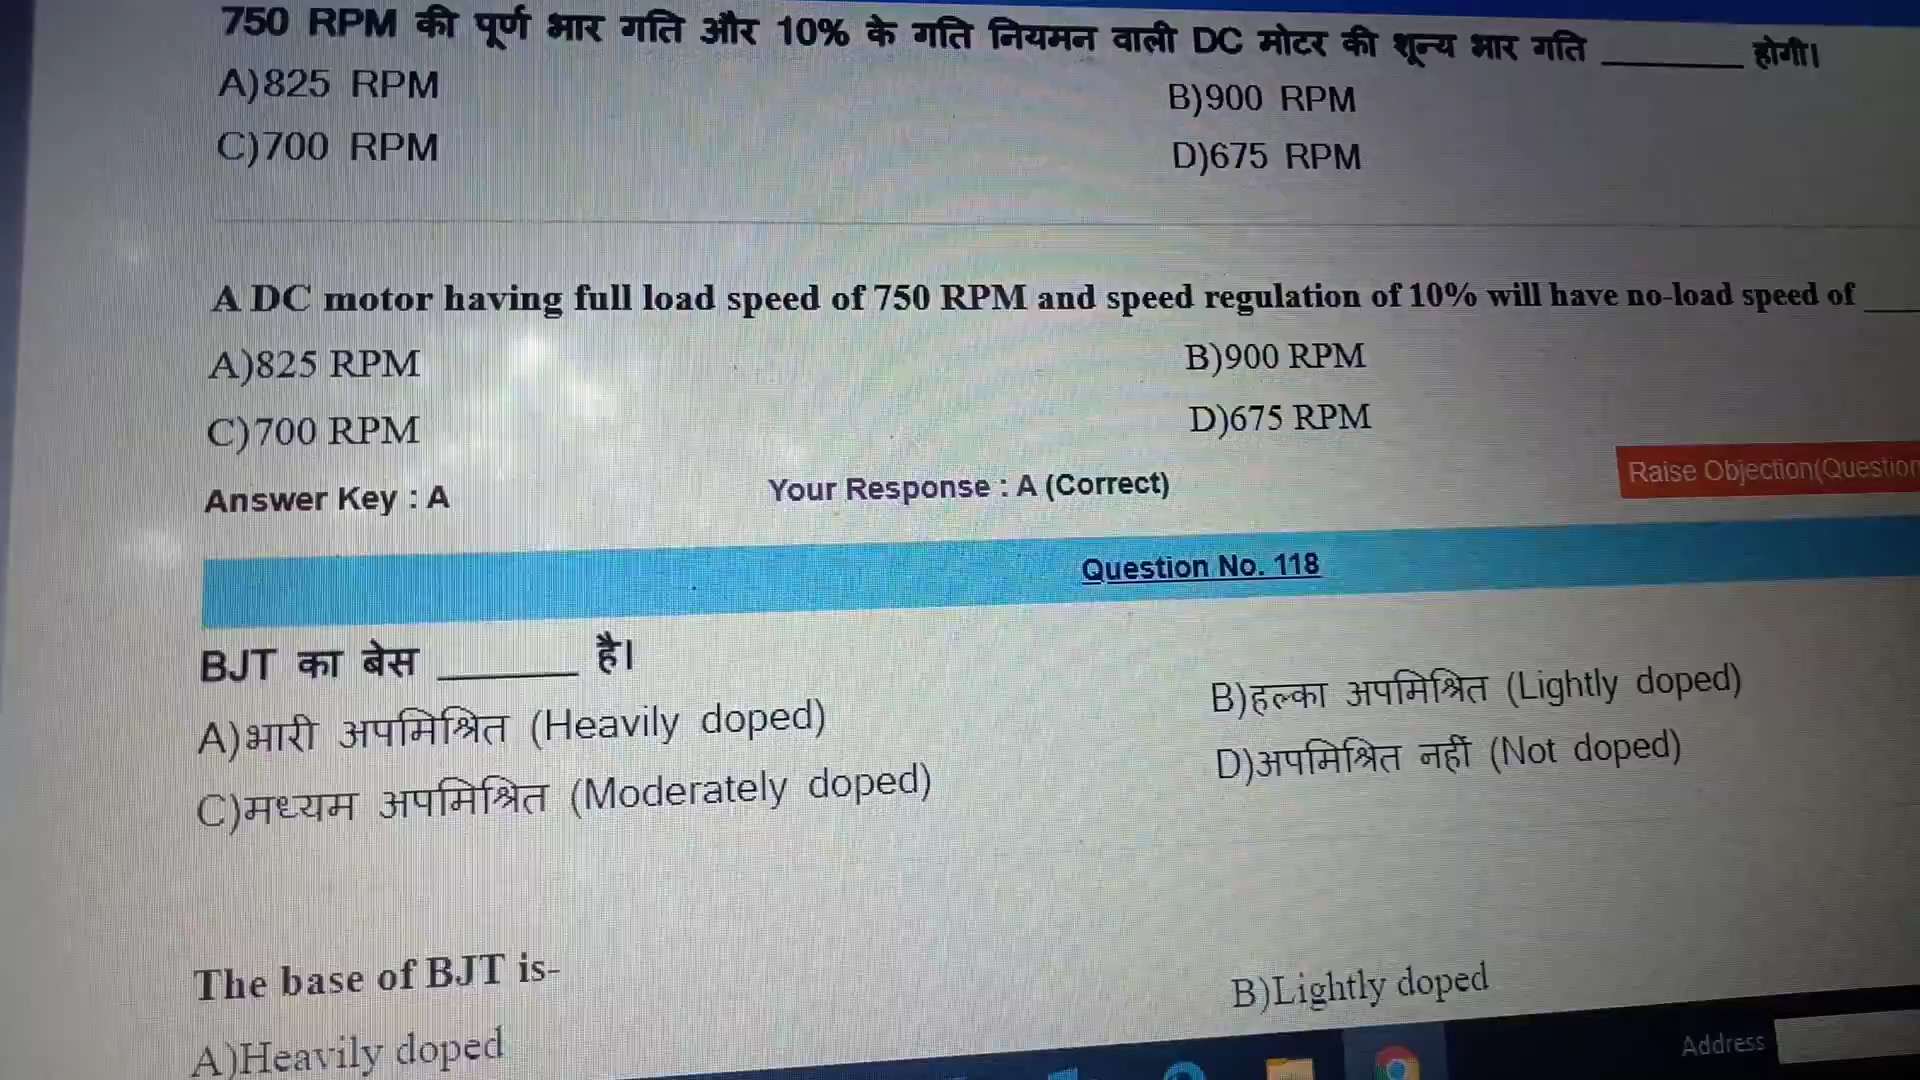 750 RPM की पूर्ण भार गति और 10% के गति नियमन वाली DC मोटर की शून्य भार गति ________ होगी।
A)825 RPM B)900 RPM
C)700 RPM D)675 RPM
A DC motor having full load speed of 750 RPM and speed regulation of 10% will have no-load speed of ___
A)825 RPM B)900 RPM
C)700 RPM D)675 RPM
Raise Objection(Question
Answer Key : A Your Response : A (Correct)
Question No. 118
BJT का बेस ________ है।
A)भारी अपमिश्रित (Heavily doped) B)हल्का अपमिश्रित (Lightly doped)
C)मध्यम अपमिश्रित (Moderately doped) D)अपमिश्रित नहीं (Not doped)
The base of BJT is-
A)Heavily doped B)Lightly doped
Address